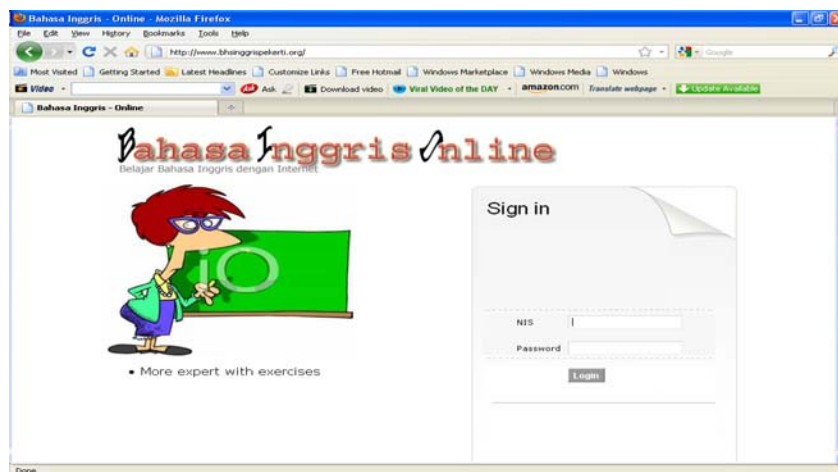 Bahasa Inggris - Online - Mozilla Firefox
File Edit View History Bookmarks Tools Help
http://www.bhsinggrispekerti.org/ Google
Most Visited Getting Started Latest Headlines Customize Links Free Hotmail Windows Marketplace Windows Media Windows
Video Ask Download video Viral Video of the DAY amazon.com Translate webpage Update Available
Bahasa Inggris - Online
Bahasa Inggris Online
Belajar Bahasa Inggris dengan Internet
iO
Sign in
NIS
Password
Login
• More expert with exercises
Done